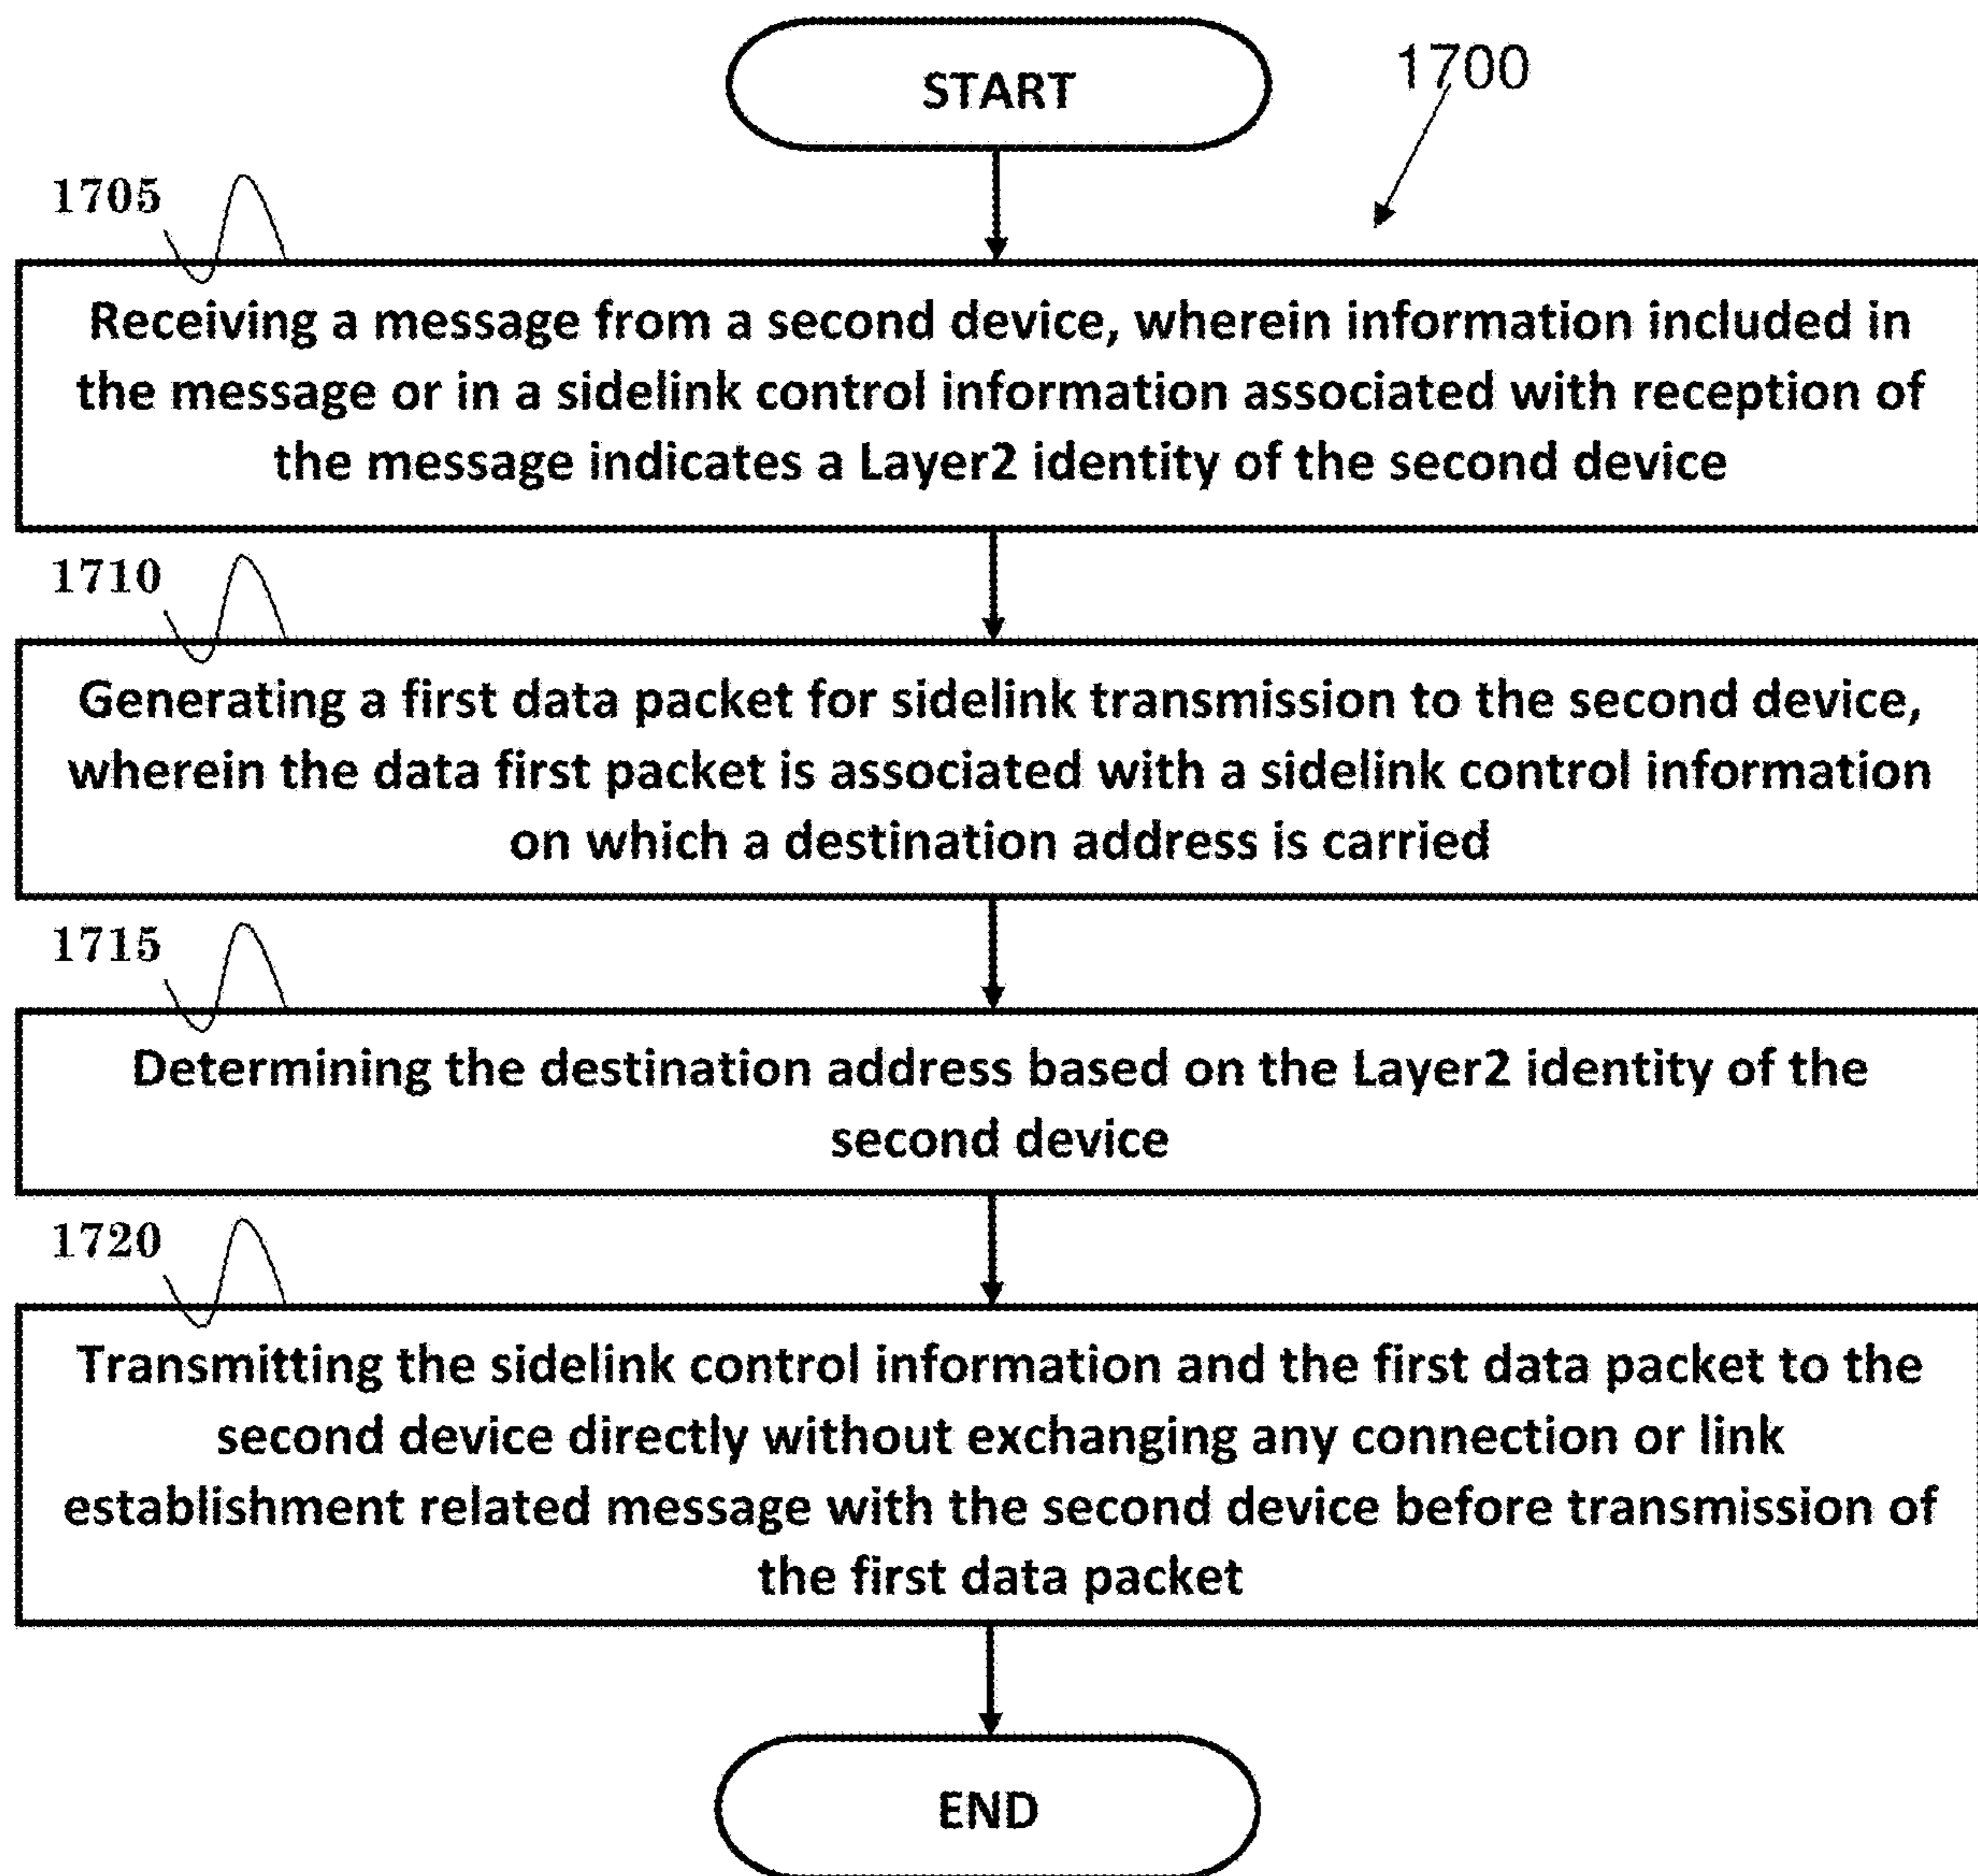 START
1700
1705
Receiving a message from a second device, wherein information included in
the message or in a sidelink control information associated with reception of
the message indicates a Layer2 identity of the second device
1710
Generating a first data packet for sidelink transmission to the second device,
wherein the data first packet is associated with a sidelink control information
on which a destination address is carried
1715
Determining the destination address based on the Layer2 identity of the
second device
1720
Transmitting the sidelink control information and the first data packet to the
second device directly without exchanging any connection or link
establishment related message with the second device before transmission of
the first data packet
END